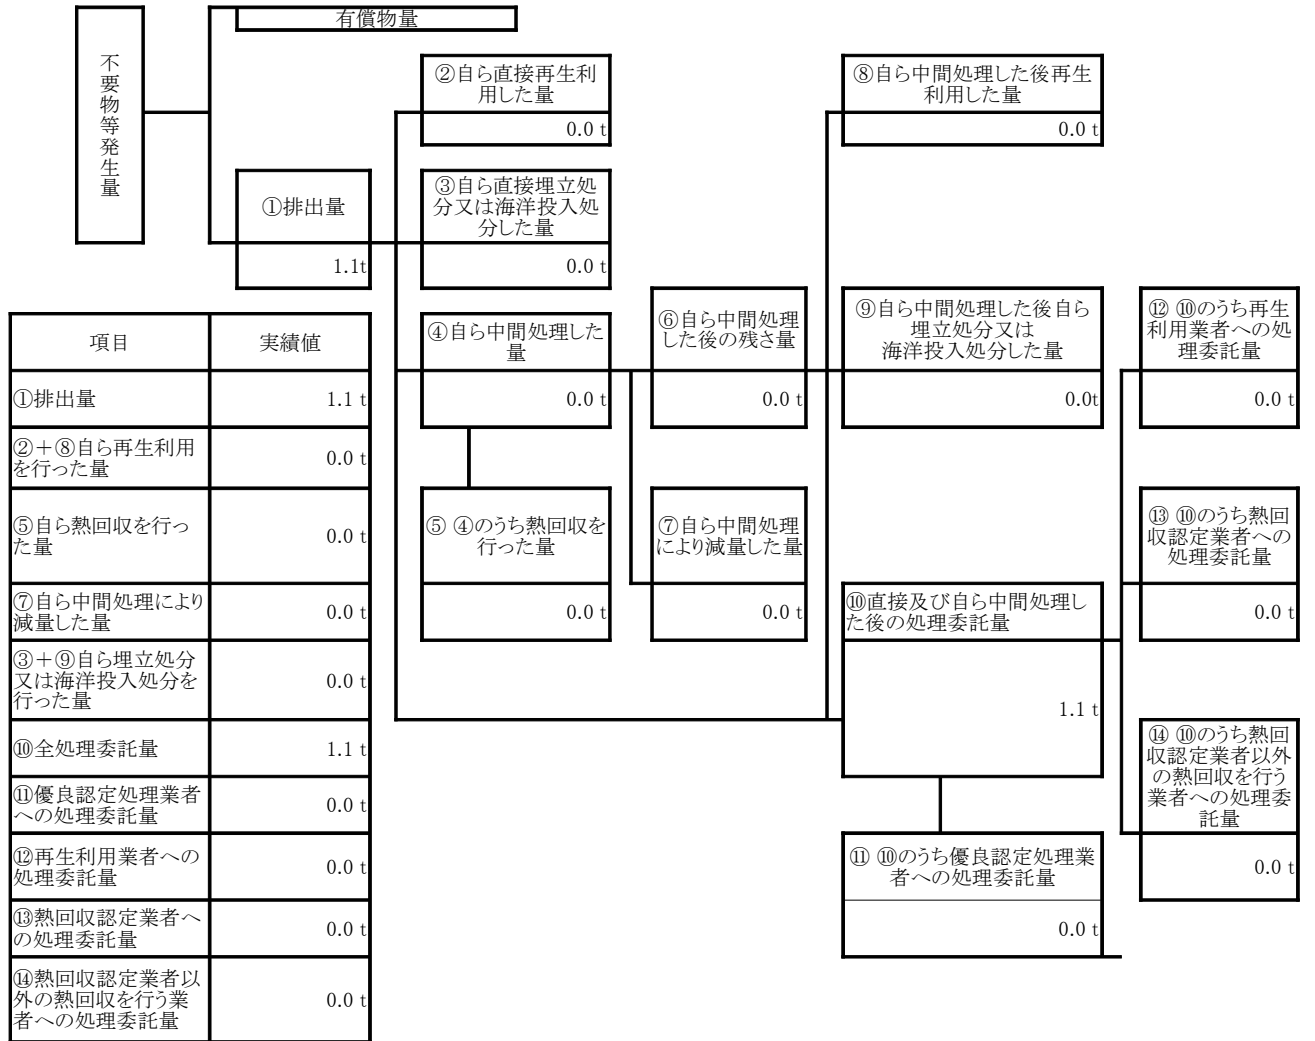 有償物量
不要物等発生量
②自ら直接再生利
用した量
0.0 t
⑧自ら中間処理した後再生
利用した量
0.0 t
①排出量
1.1t
③自ら直接埋立処
分又は海洋投入処
分した量
0.0 t
④自ら中間処理した
量
0.0 t
⑥自ら中間処理
した後の残さ量
0.0 t
⑨自ら中間処理した後自ら
埋立処分又は
海洋投入処分した量
0.0t
⑫ ⑩のうち再生
利用業者への処
理委託量
0.0 t
⑤ ④のうち熱回収を
行った量
0.0 t
⑦自ら中間処理
により減量した量
0.0 t
⑬ ⑩のうち熱回
収認定業者への
処理委託量
0.0 t
⑩直接及び自ら中間処理し
た後の処理委託量
1.1 t
⑭ ⑩のうち熱回
収認定業者以外
の熱回収を行う
業者への処理委
託量
0.0 t
⑪ ⑩のうち優良認定処理業
者への処理委託量
0.0 t
項目 実績値
①排出量 1.1 t
②＋⑧自ら再生利用
を行った量
0.0 t
⑤自ら熱回収を行っ
た量
0.0 t
⑦自ら中間処理により
減量した量
0.0 t
③＋⑨自ら埋立処分
又は海洋投入処分を
行った量
0.0 t
⑩全処理委託量 1.1 t
⑪優良認定処理業者
への処理委託量
0.0 t
⑫再生利用業者への
処理委託量
0.0 t
⑬熱回収認定業者へ
の処理委託量
0.0 t
⑭熱回収認定業者以
外の熱回収を行う業
者への処理委託量
0.0 t